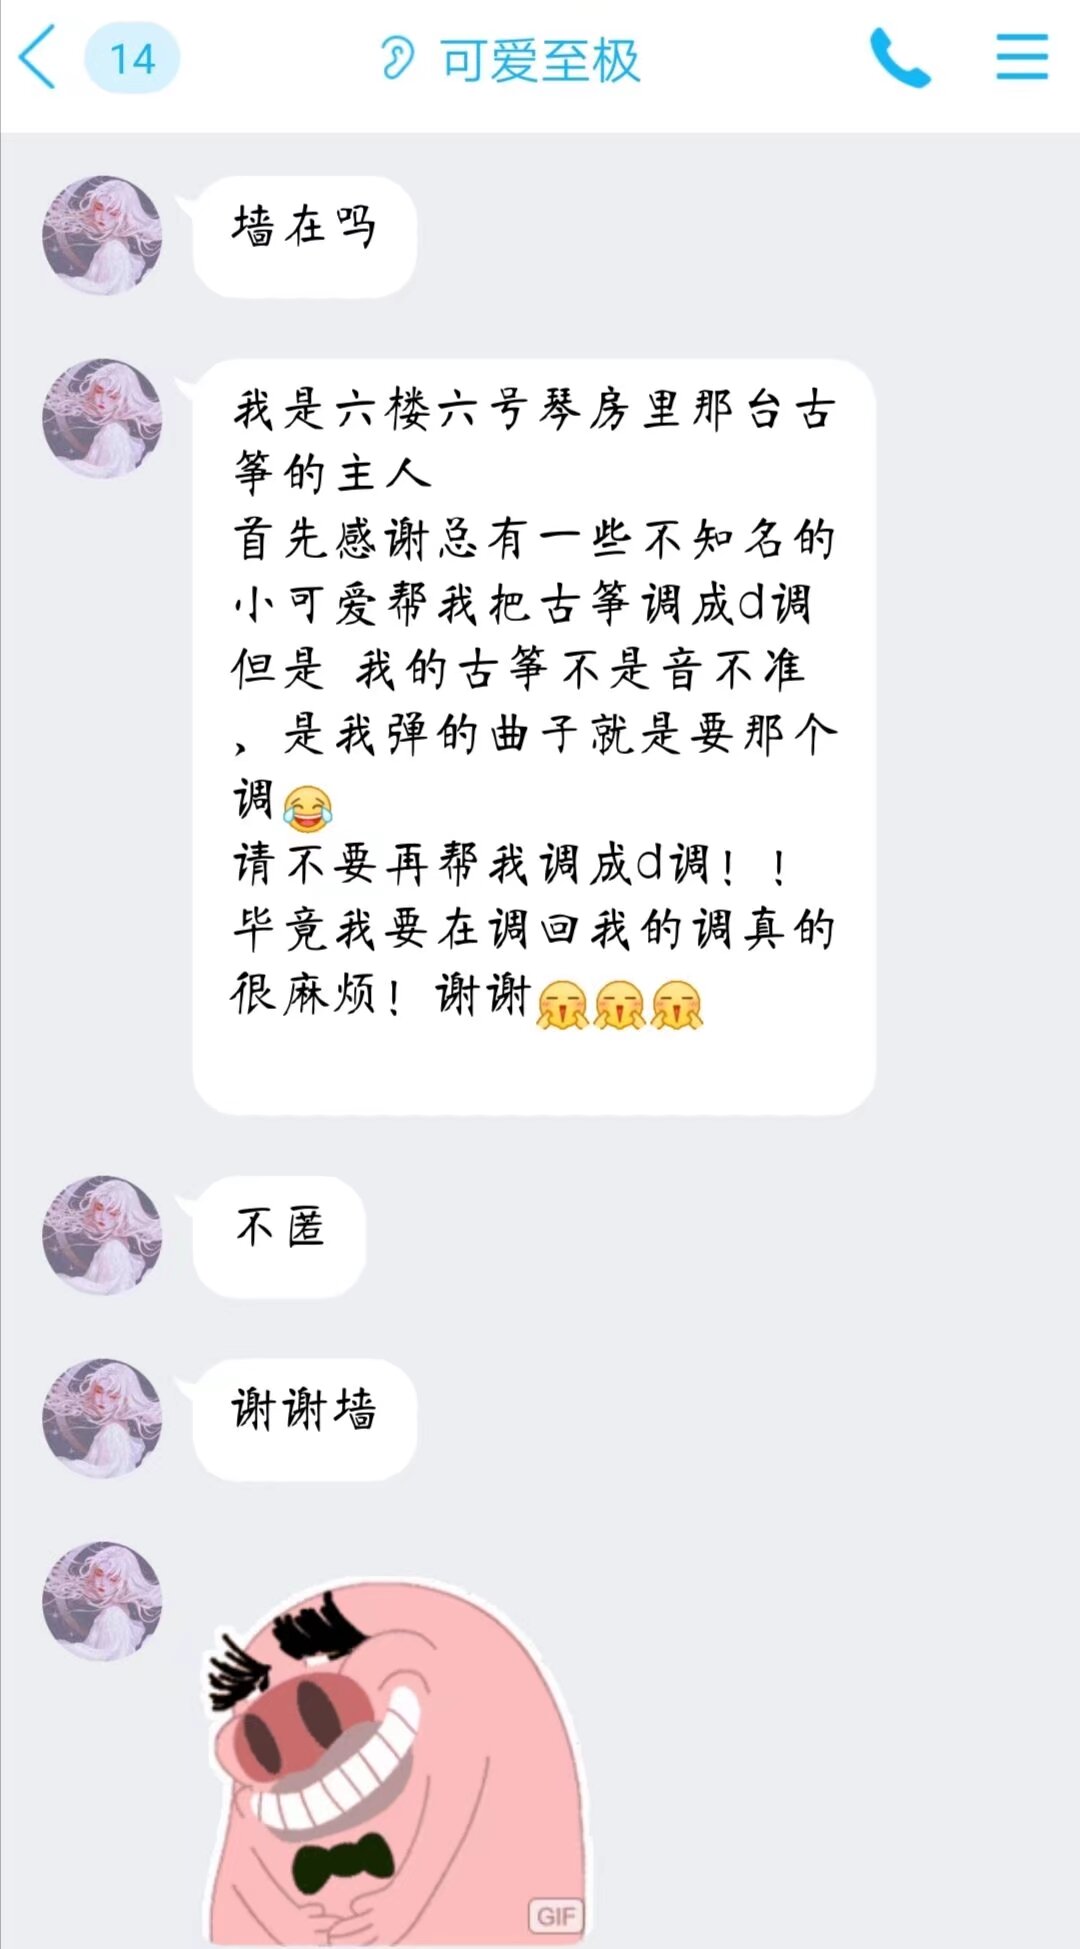 14
可爱至极
墙在吗
我是六楼六号琴房里那台古
筝的主人
首先感谢总有一些不知名的
小可爱帮我把古筝调成d调
但是 我的古筝不是音不准
，是我弹的曲子就是要那个
调😂
请不要再帮我调成d调！！
毕竟我要在调回我的调真的
很麻烦！谢谢
不匿
谢谢墙
GIF